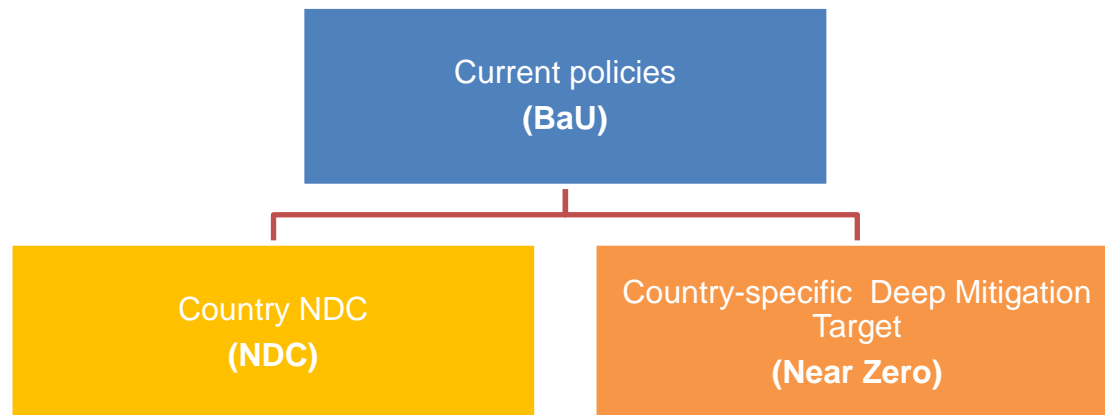 Current policies
(BaU)
Country NDC
(NDC)
Country-specific Deep Mitigation
Target
(Near Zero)